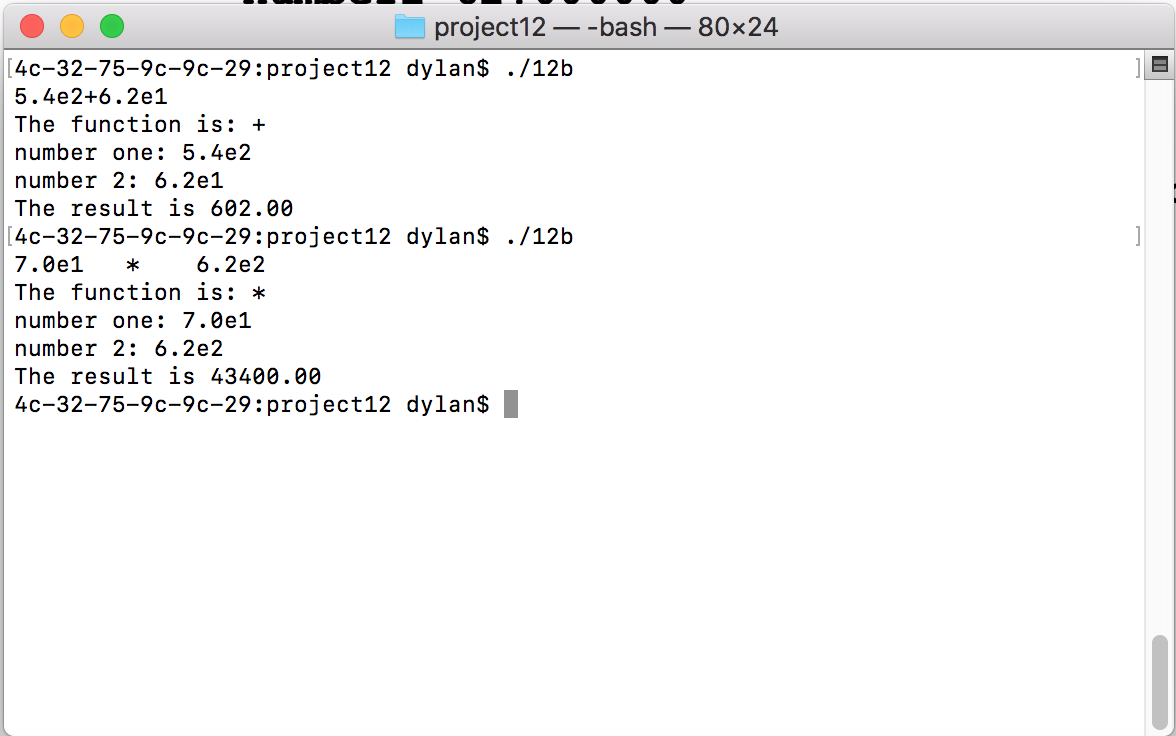 project12 — -bash — 80×24
[4c-32-75-9c-9c-29:project12 dylan$ ./12b ]
5.4e2+6.2e1
The function is: +
number one: 5.4e2
number 2: 6.2e1
The result is 602.00
[4c-32-75-9c-9c-29:project12 dylan$ ./12b ]
7.0e1   *    6.2e2
The function is: *
number one: 7.0e1
number 2: 6.2e2
The result is 43400.00
4c-32-75-9c-9c-29:project12 dylan$